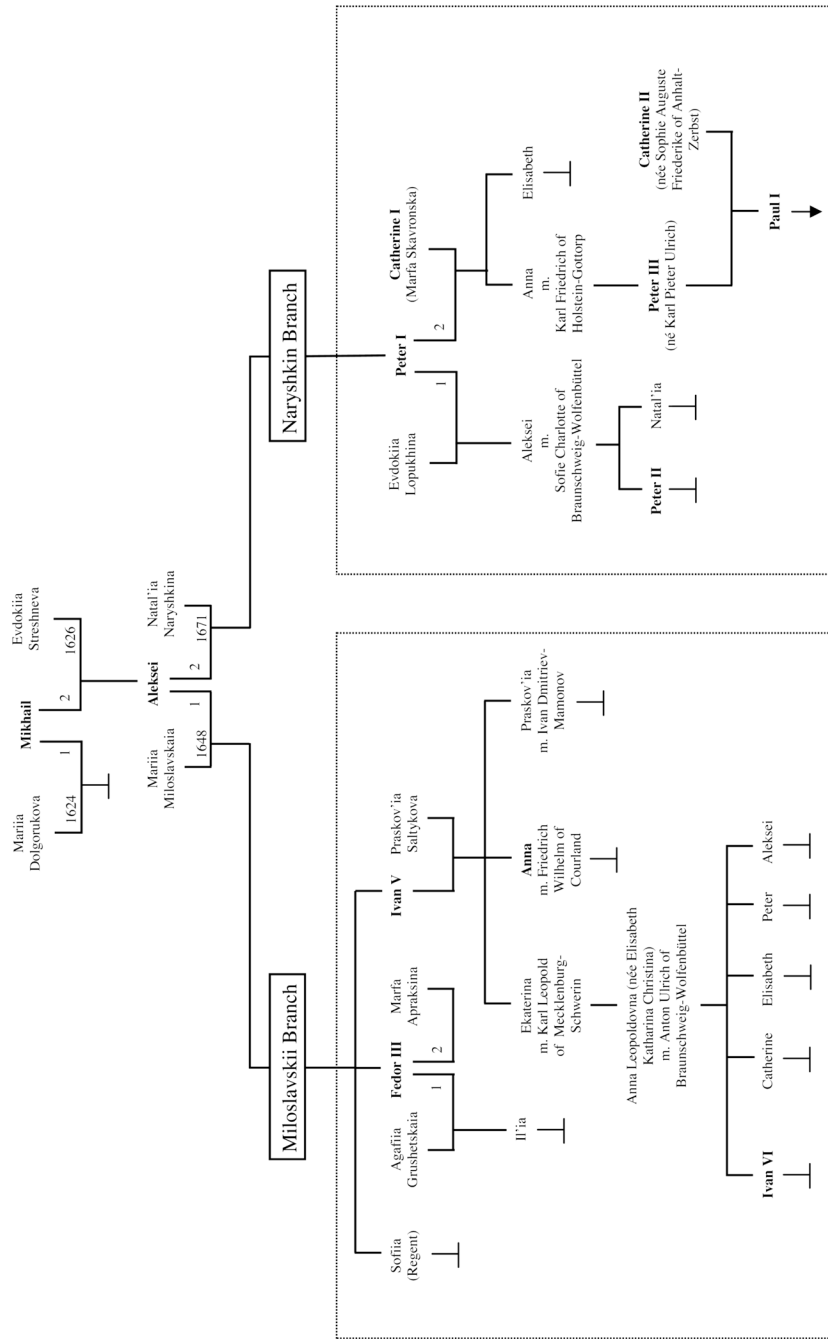 Mariia
Dolgorukova
Mikhail
Evdokiia
Streshneva
1624
1
2
1626
Mariia
Miloslavskaia
Aleksei
Natal'ia
Naryshkina
1648
1
2
1671
Miloslavskii Branch
Naryshkin Branch
Sofiia
(Regent)
Agafiia
Grushetskaia
Fedor III
Marfa
Apraksina
1
2
Ivan V
Praskov'ia
Saltykova
Il'ia
Ekaterina
m. Karl Leopold
of Mecklenburg-
Schwerin
Anna
m. Friedrich
Wilhelm of
Courland
Praskov'ia
m. Ivan Dmitriev-
Mamonov
Anna Leopoldovna (née Elisabeth
Katharina Christina)
m. Anton Ulrich of
Braunschweig-Wolfenbüttel
Ivan VI
Catherine
Elisabeth
Peter
Aleksei
Evdokiia
Lopukhina
Peter I
Catherine I
(Marfa Skavronska)
1
2
Aleksei
m.
Sofie Charlotte of
Braunschweig-Wolfenbüttel
Anna
m.
Karl Friedrich of
Holstein-Gottorp
Elisabeth
Peter II
Natal'ia
Peter III
(né Karl Pieter Ulrich)
Catherine II
(née Sophie Auguste
Friederike of Anhalt-
Zerbst)
Paul I